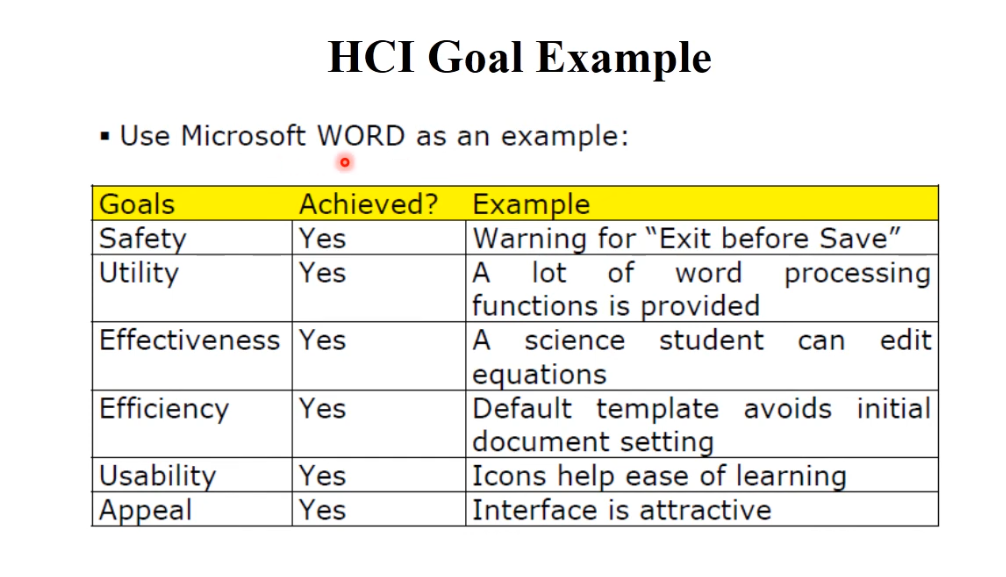 HCI Goal Example
▪ Use Microsoft WORD as an example:
Goals Achieved? Example
Safety Yes Warning for “Exit before Save”
Utility Yes A lot of word processing
functions is provided
Effectiveness Yes A science student can edit
equations
Efficiency Yes Default template avoids initial
document setting
Usability Yes Icons help ease of learning
Appeal Yes Interface is attractive